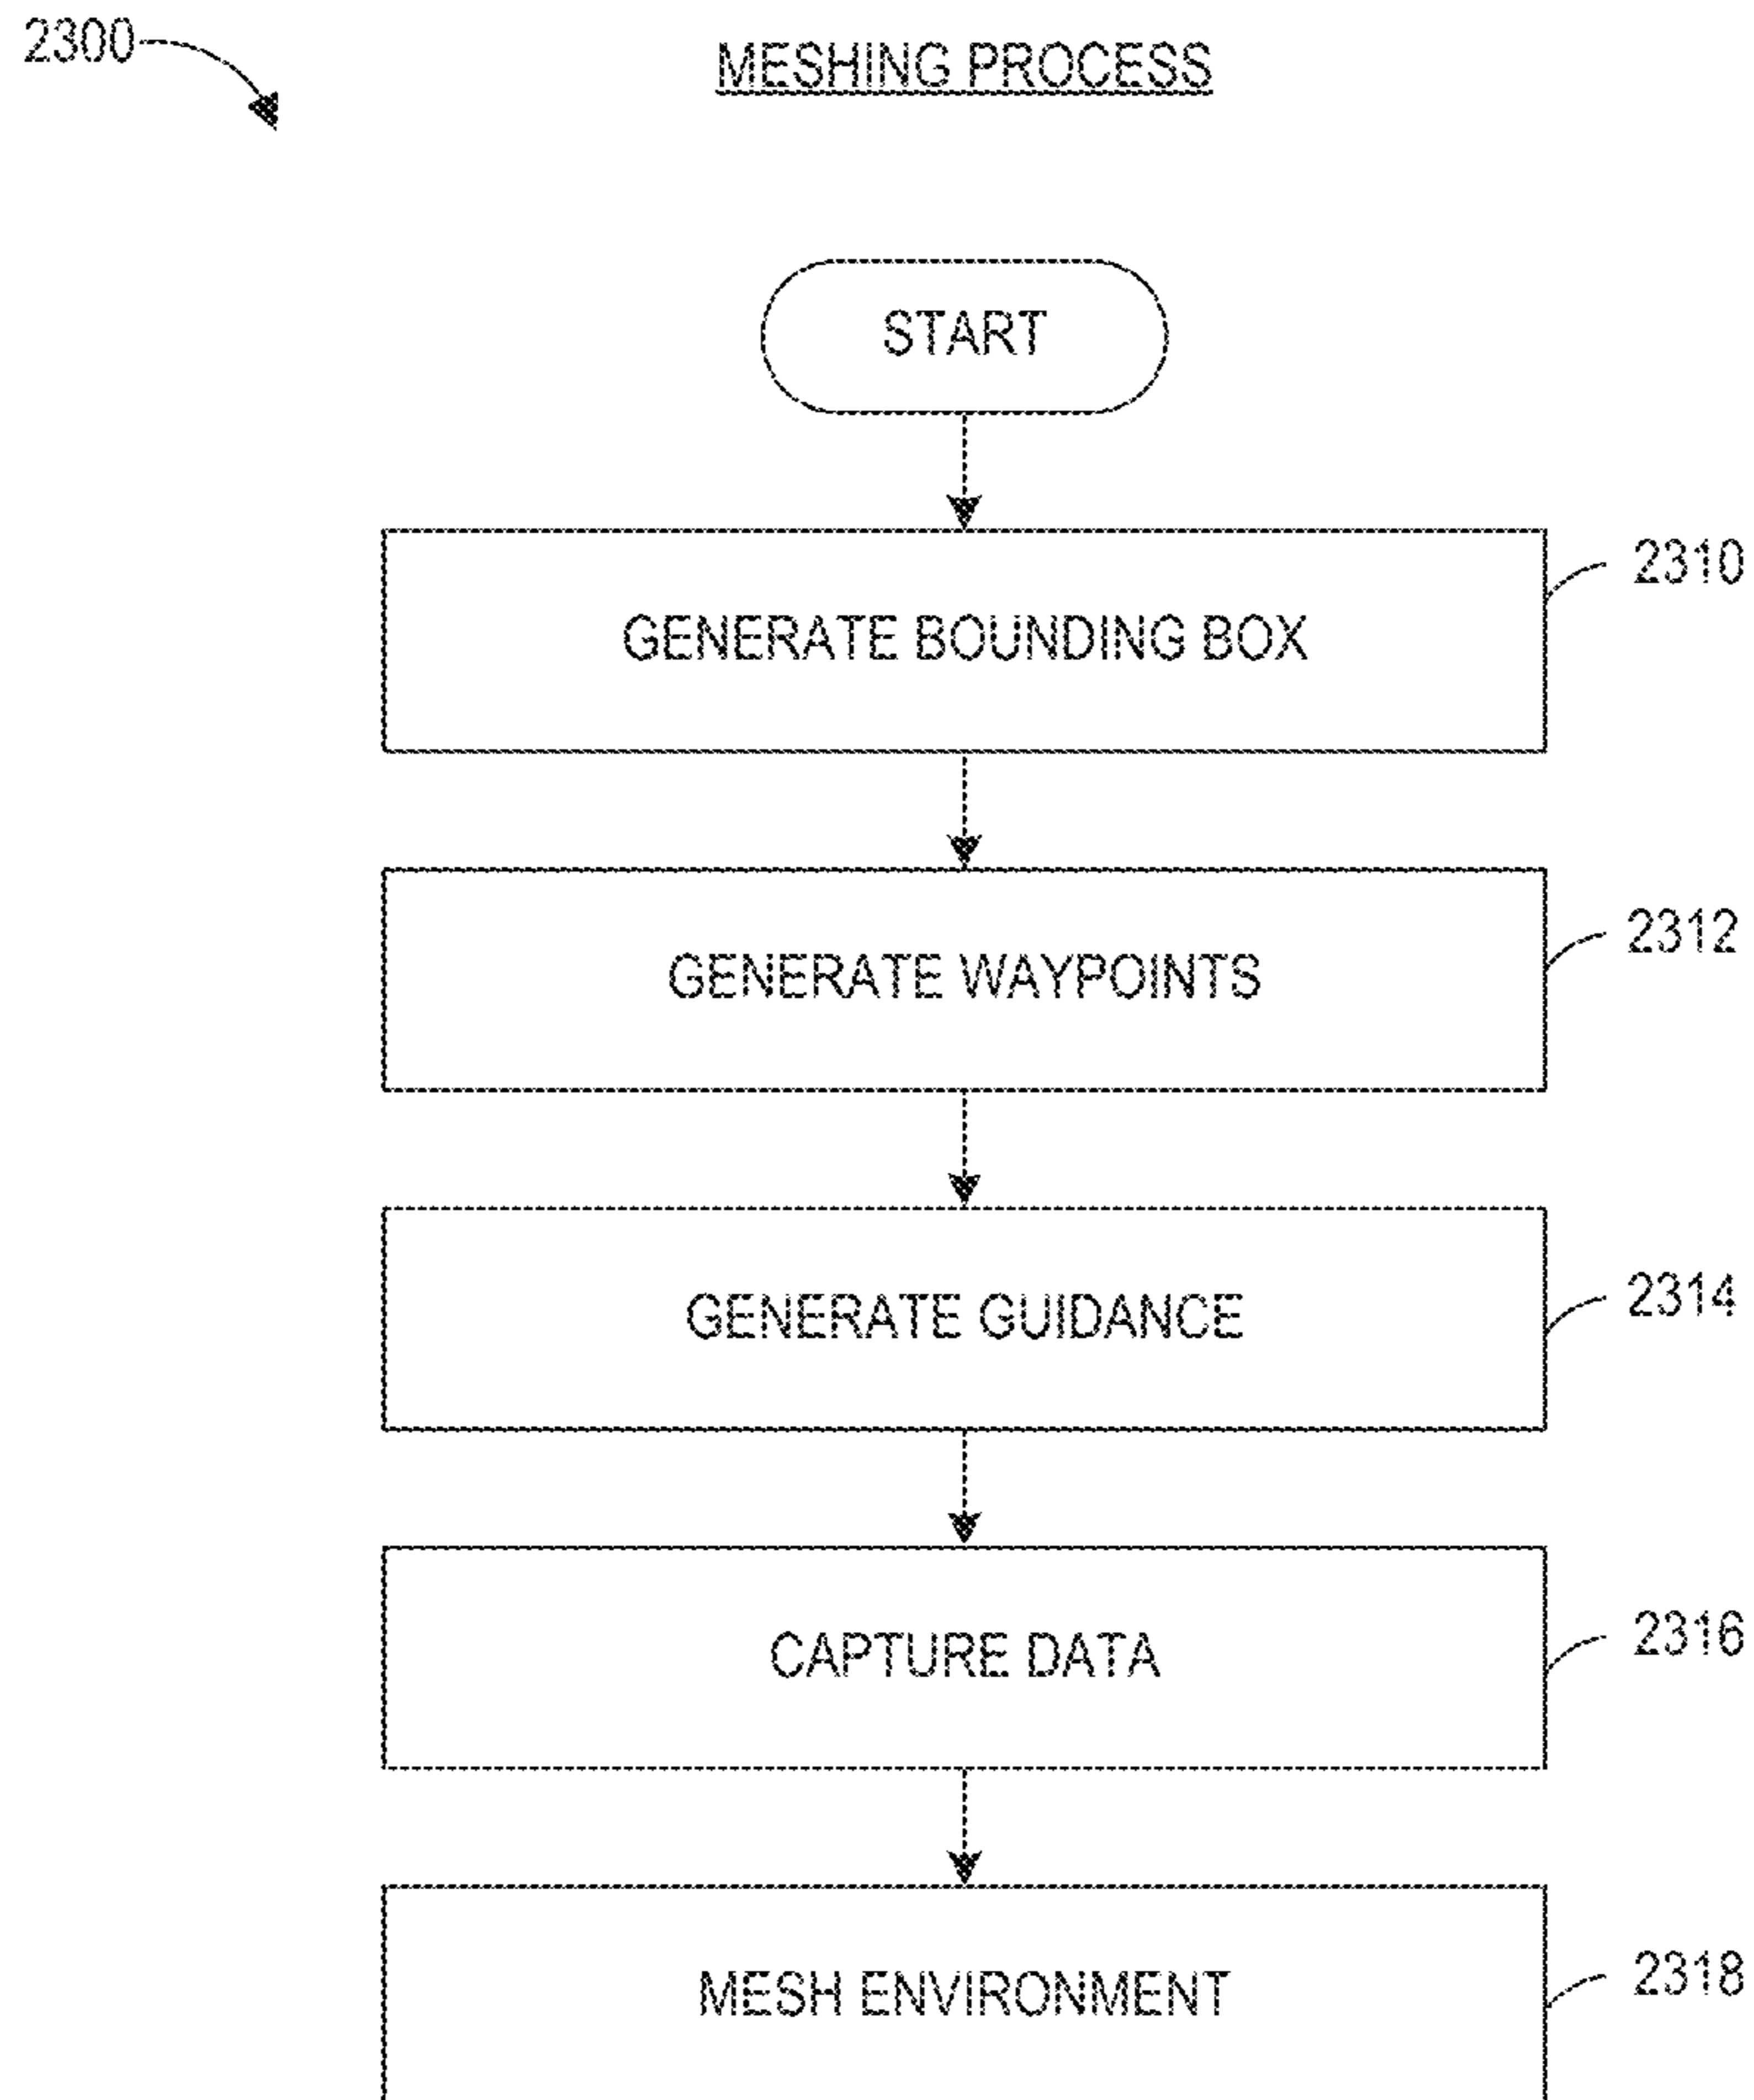 2300
MESHING PROCESS
START
2310
GENERATE BOUNDING BOX
2312
GENERATE WAYPOINTS
2314
GENERATE GUIDANCE
2316
CAPTURE DATA
2318
MESH ENVIRONMENT